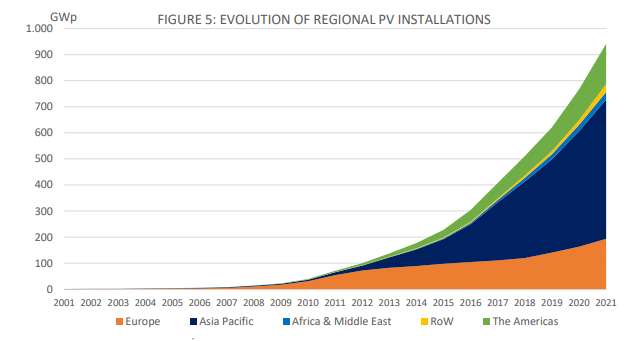 GWp
FIGURE 5: EVOLUTION OF REGIONAL PV INSTALLATIONS
1.000
900
800
700
600
500
400
300
200
100
0
2001 2002 2003 2004 2005 2006 2007 2008 2009 2010 2011 2012 2013 2014 2015 2016 2017 2018 2019 2020 2021
Europe Asia Pacific Africa & Middle East RoW The Americas